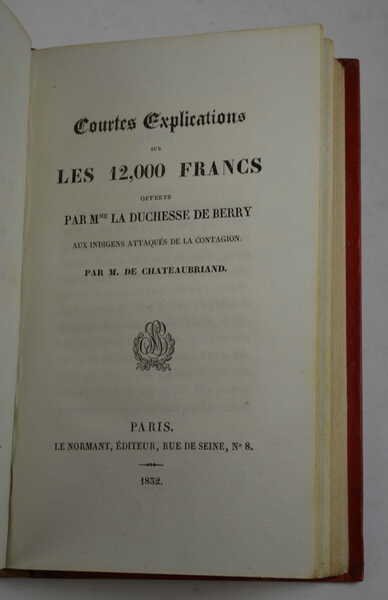 Courtes Explications
SUR
LES 12,000 FRANCS
OFFERTS
PAR MME LA DUCHESSE DE BERRY
AUX INDIGENS ATTAQUÉS DE LA CONTAGION.
PAR M. DE CHATEAUBRIAND.
PARIS.
LE NORMANT, ÉDITEUR, RUE DE SEINE, No 8.
1832.